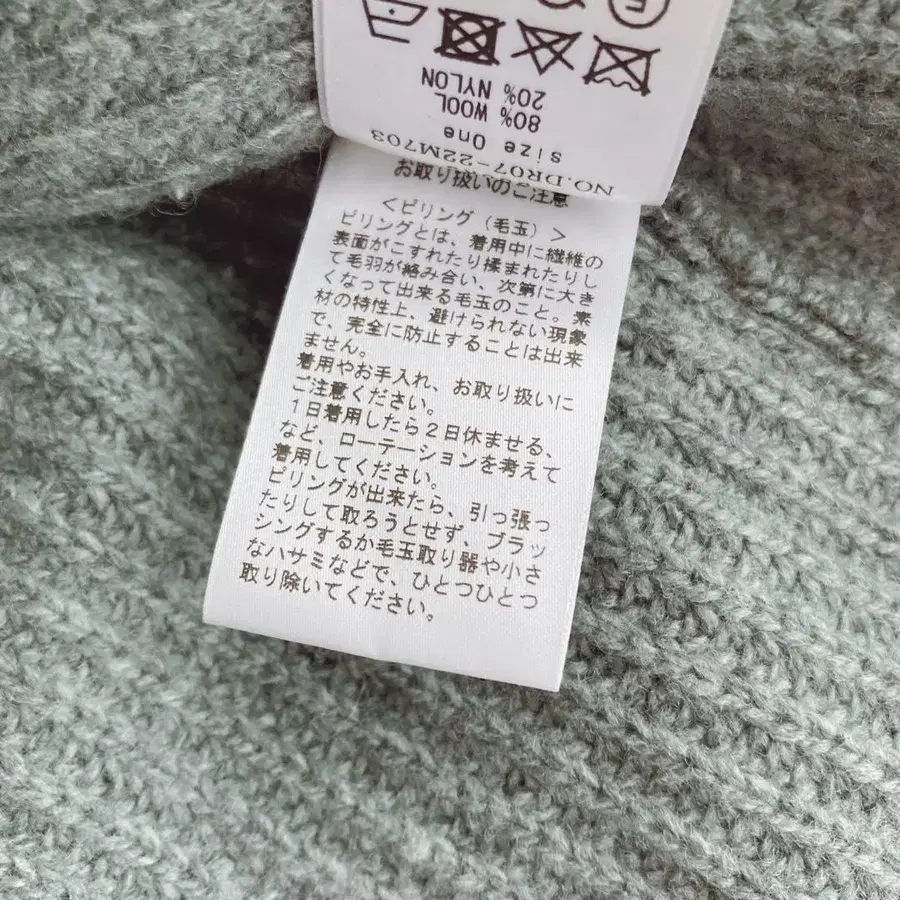 80% WOOL
20% NYLON
size One
NO.DR07-22M703
お取り扱いのご注意
＜ピリング（毛玉）＞
ピリングとは、着用中に繊維の
表面がこすれたり揉まれたりし
て毛羽が絡み合い、次第に大き
くなって出来る毛玉のこと。素
材の特性上、避けられない現象
で、完全に防止することは出来
ません。
着用やお手入れ、お取り扱いに
ご注意ください。
1日着用したら2日休ませる、
など、ローテーションを考えて
着用してください。
ピリングが出来たら、引っ張っ
たりして取ろうとせず、ブラッ
シングするか毛玉取り器や小さ
なハサミなどで、ひとつひとつ
取り除いてください。